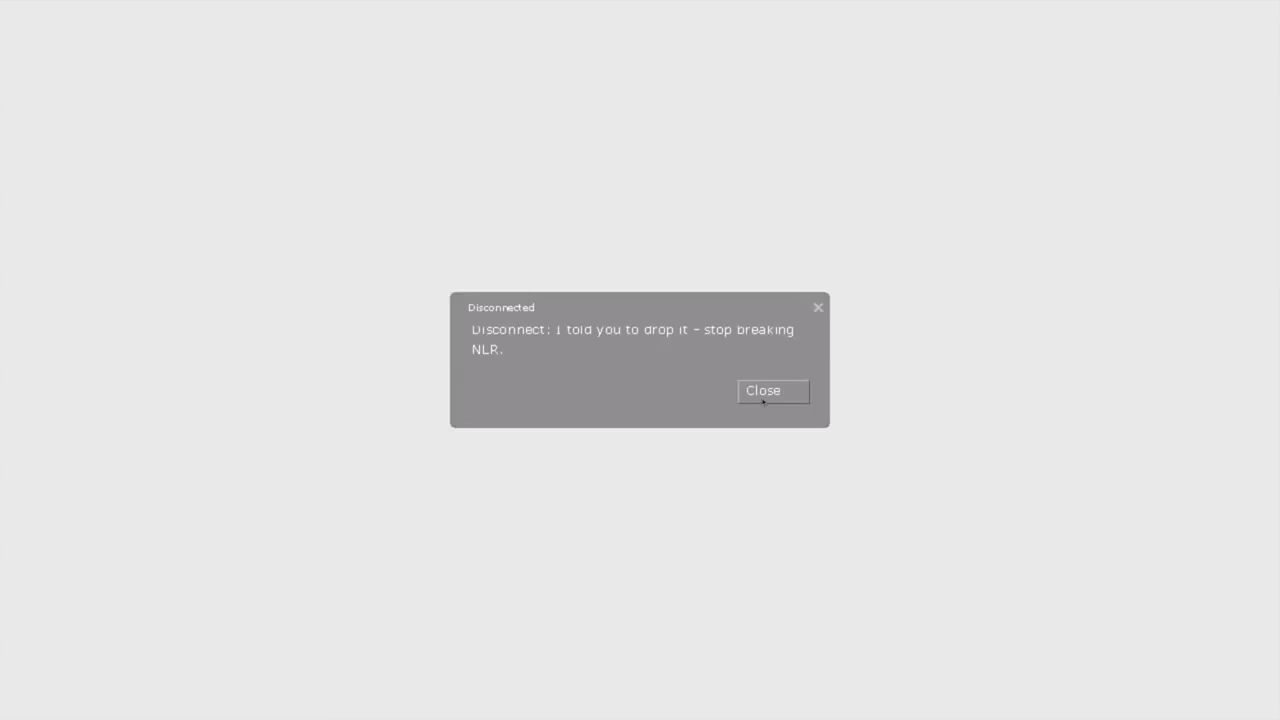 Disconnected
Disconnect: I told you to drop it - stop breaking
NLR.
Close